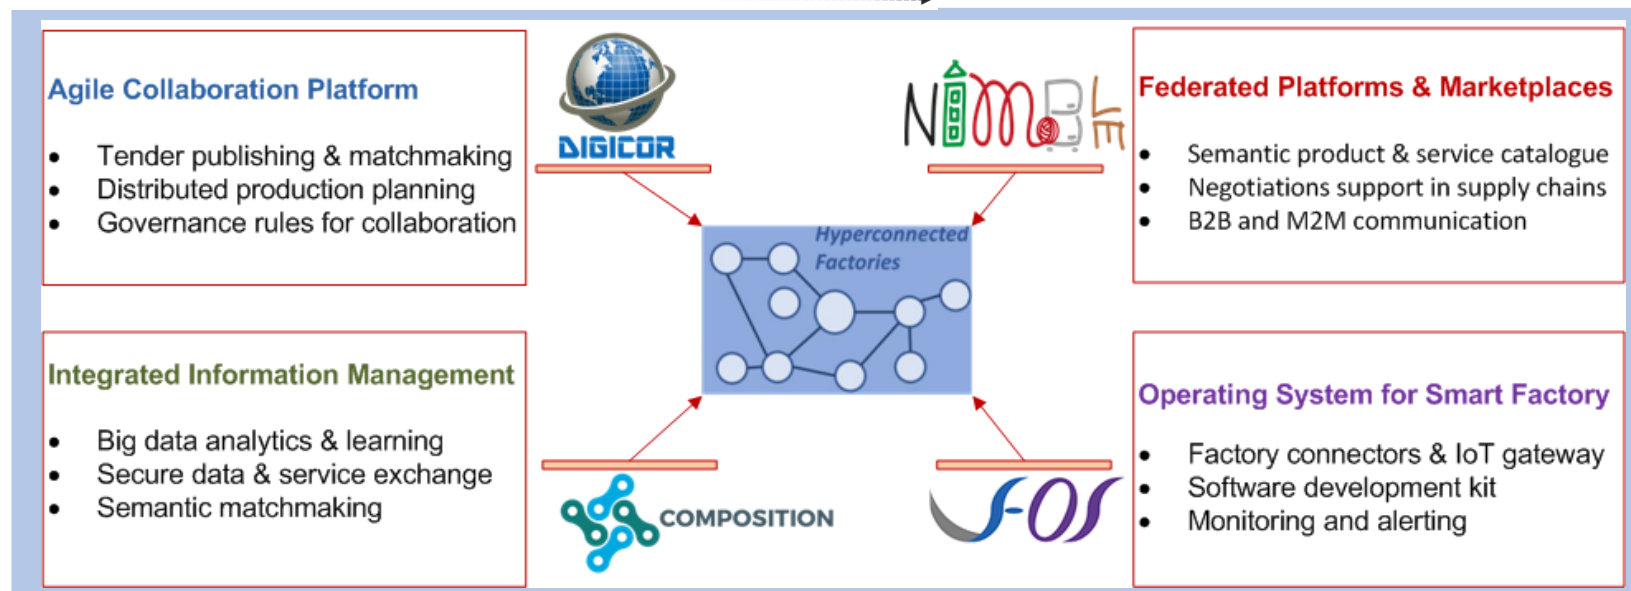 Agile Collaboration Platform
• Tender publishing & matchmaking
• Distributed production planning
• Governance rules for collaboration
DIGICOR
NIMBLE
Federated Platforms & Marketplaces
• Semantic product & service catalogue
• Negotiations support in supply chains
• B2B and M2M communication
Hyperconnected
Factories
Integrated Information Management
• Big data analytics & learning
• Secure data & service exchange
• Semantic matchmaking
COMPOSITION
vf-OS
Operating System for Smart Factory
• Factory connectors & IoT gateway
• Software development kit
• Monitoring and alerting